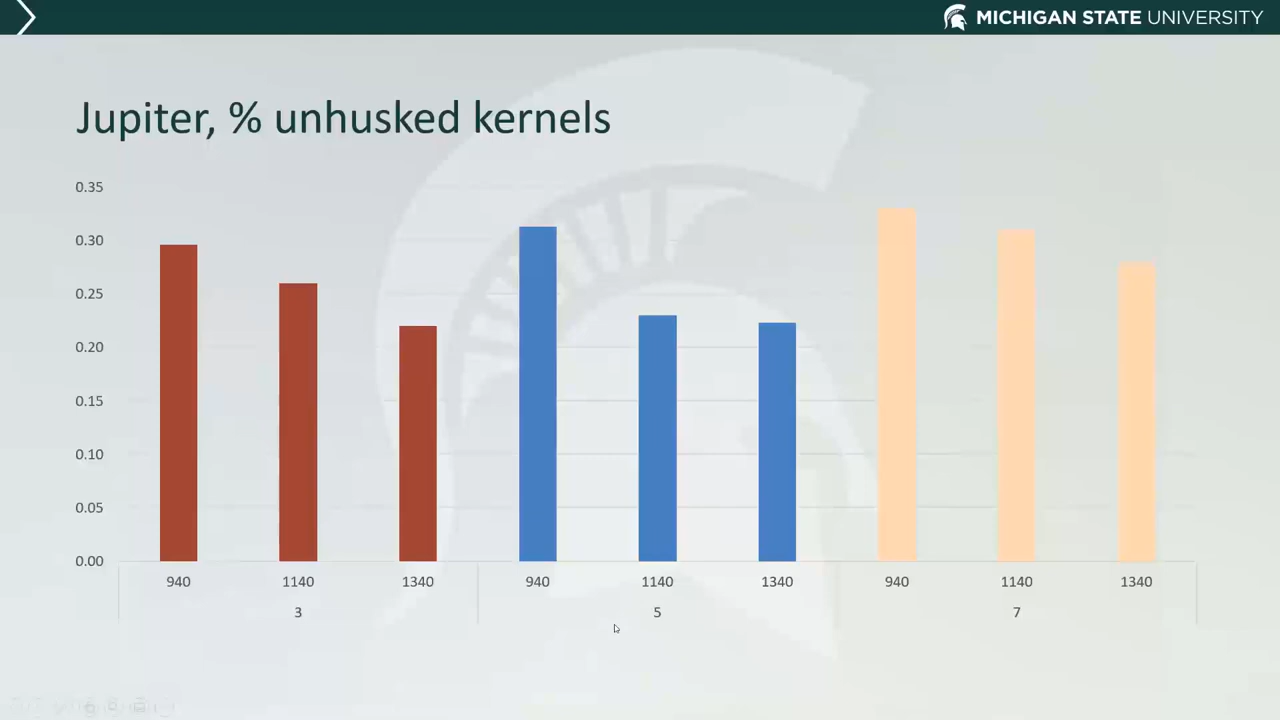 MICHIGAN STATE UNIVERSITY
Jupiter, % unhusked kernels
0.35
0.30
0.25
0.20
0.15
0.10
0.05
0.00
940 1140 1340 940 1140 1340 940 1140 1340
3 5 7